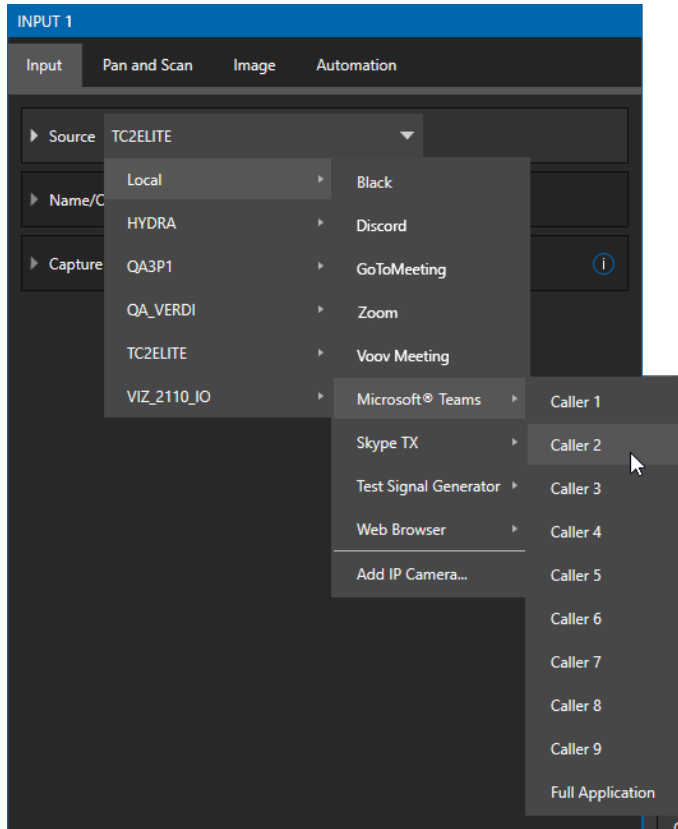 INPUT 1
Input Pan and Scan Image Automation
Source TC2ELITE
Local Black
Name/C
HYDRA Discord
Capture QA3P1 GoToMeeting
QA_VERDI Zoom
TC2ELITE Voov Meeting
VIZ_2110_IO Microsoft® Teams Caller 1
Skype TX Caller 2
Test Signal Generator Caller 3
Web Browser Caller 4
Add IP Camera... Caller 5
Caller 6
Caller 7
Caller 8
Caller 9
Full Application